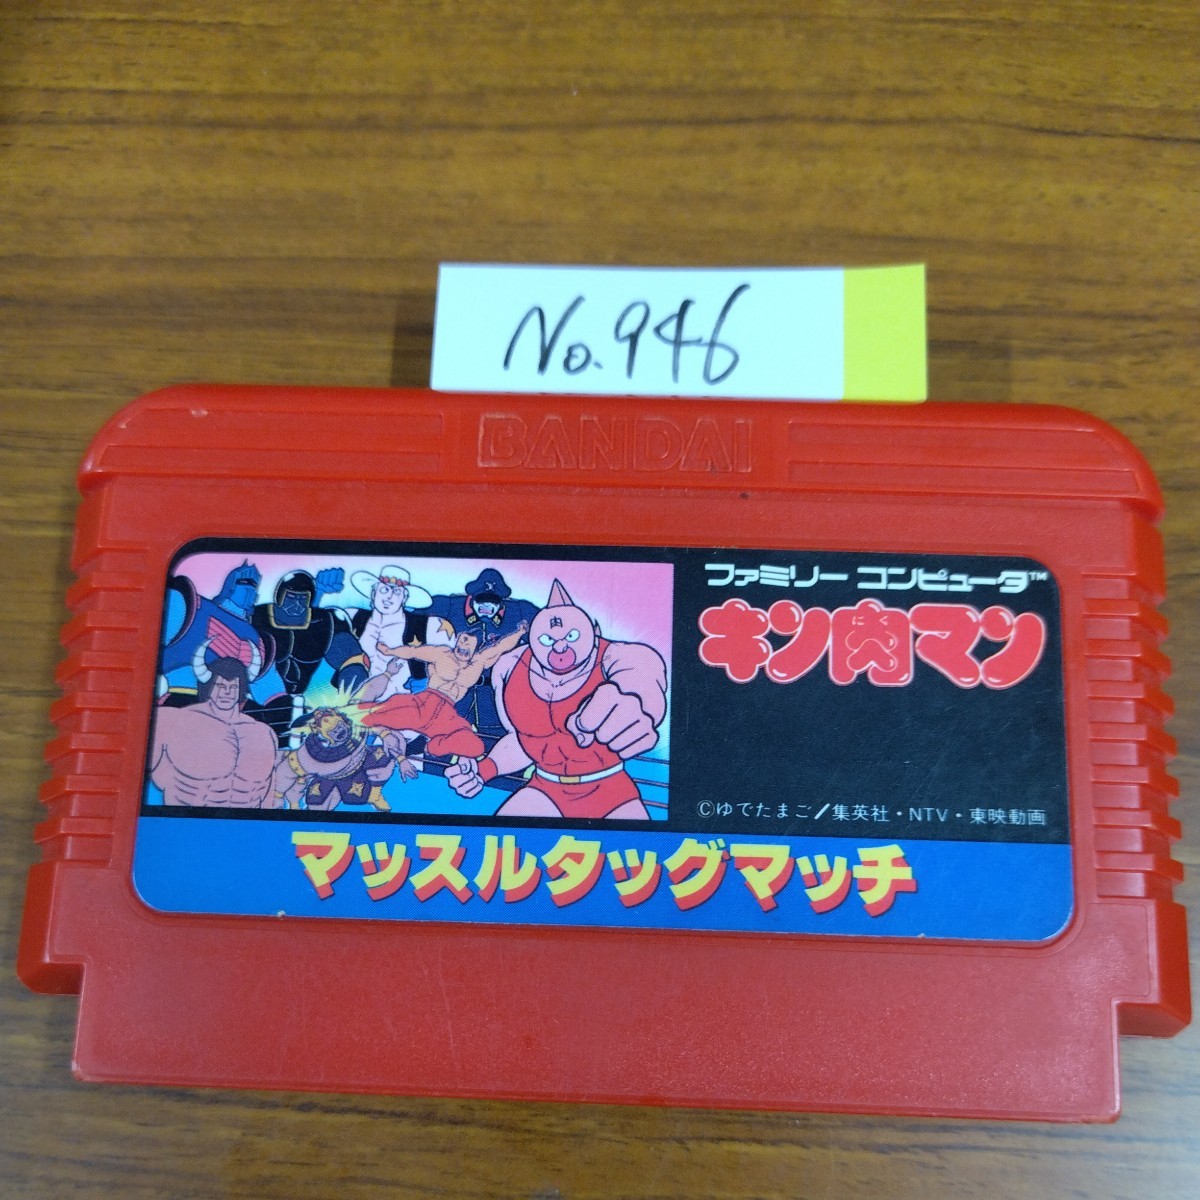 No.946
BANDAI
ファミリー コンピュータ™
キン肉マン
肉
©ゆでたまご/集英社・NTV・東映動画
マッスルタッグマッチ